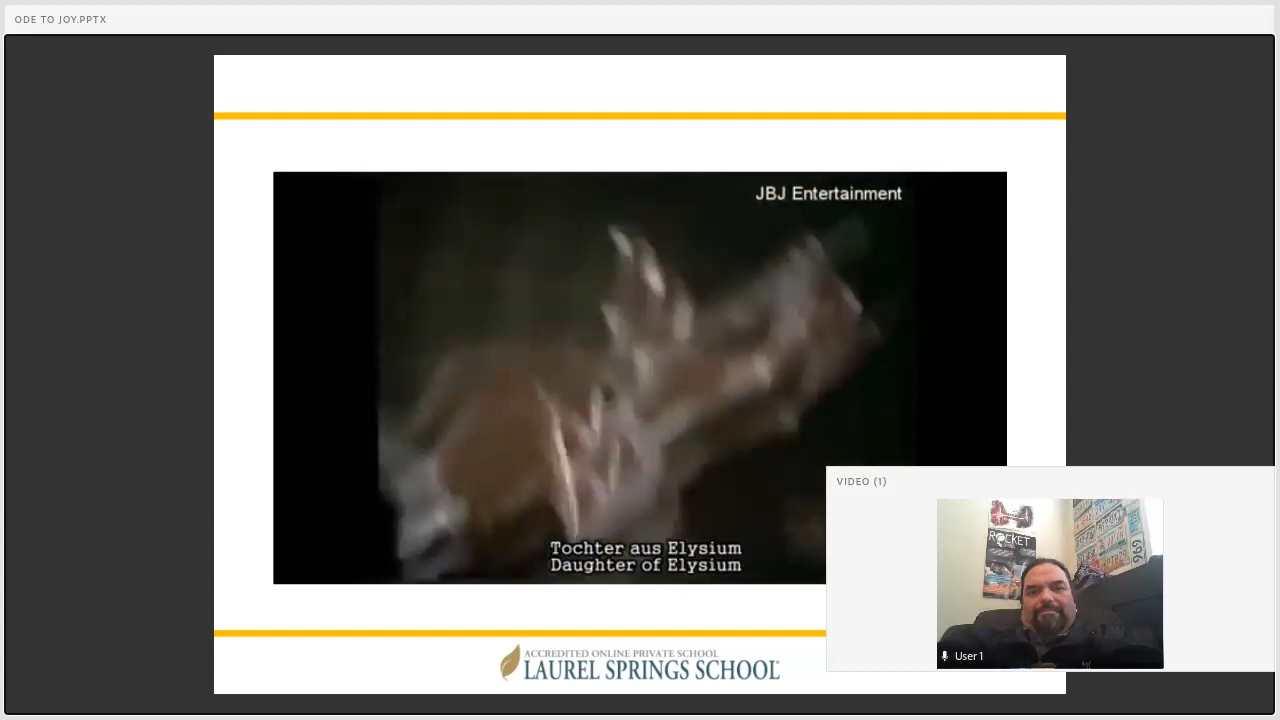 ODE TO JOY.PPTX
JBJ Entertainment
Tochter aus Elysium
Daughter of Elysium
VIDEO (1)
ROCKET
User 1
ACCREDITED ONLINE PRIVATE SCHOOL
LAUREL SPRINGS SCHOOL